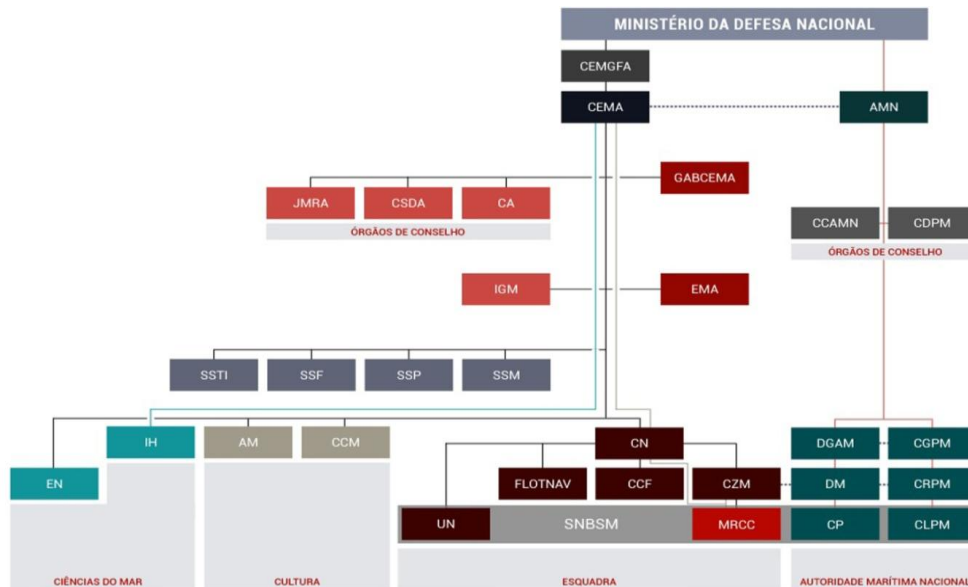 MINISTÉRIO DA DEFESA NACIONAL
CEMGFA
CEMA
AMN
GABCEMA
JMRA
CSDA
CA
ÓRGÃOS DE CONSELHO
CCAMN
CDPM
ÓRGÃOS DE CONSELHO
IGM
EMA
SSTI
SSF
SSP
SSM
IH
AM
CCM
CN
DGAM
CGPM
EN
FLOTNAV
CCF
CZM
DM
CRPM
UN
SNBSM
MRCC
CP
CLPM
CIÊNCIAS DO MAR
CULTURA
ESQUADRA
AUTORIDADE MARÍTIMA NACIONAL